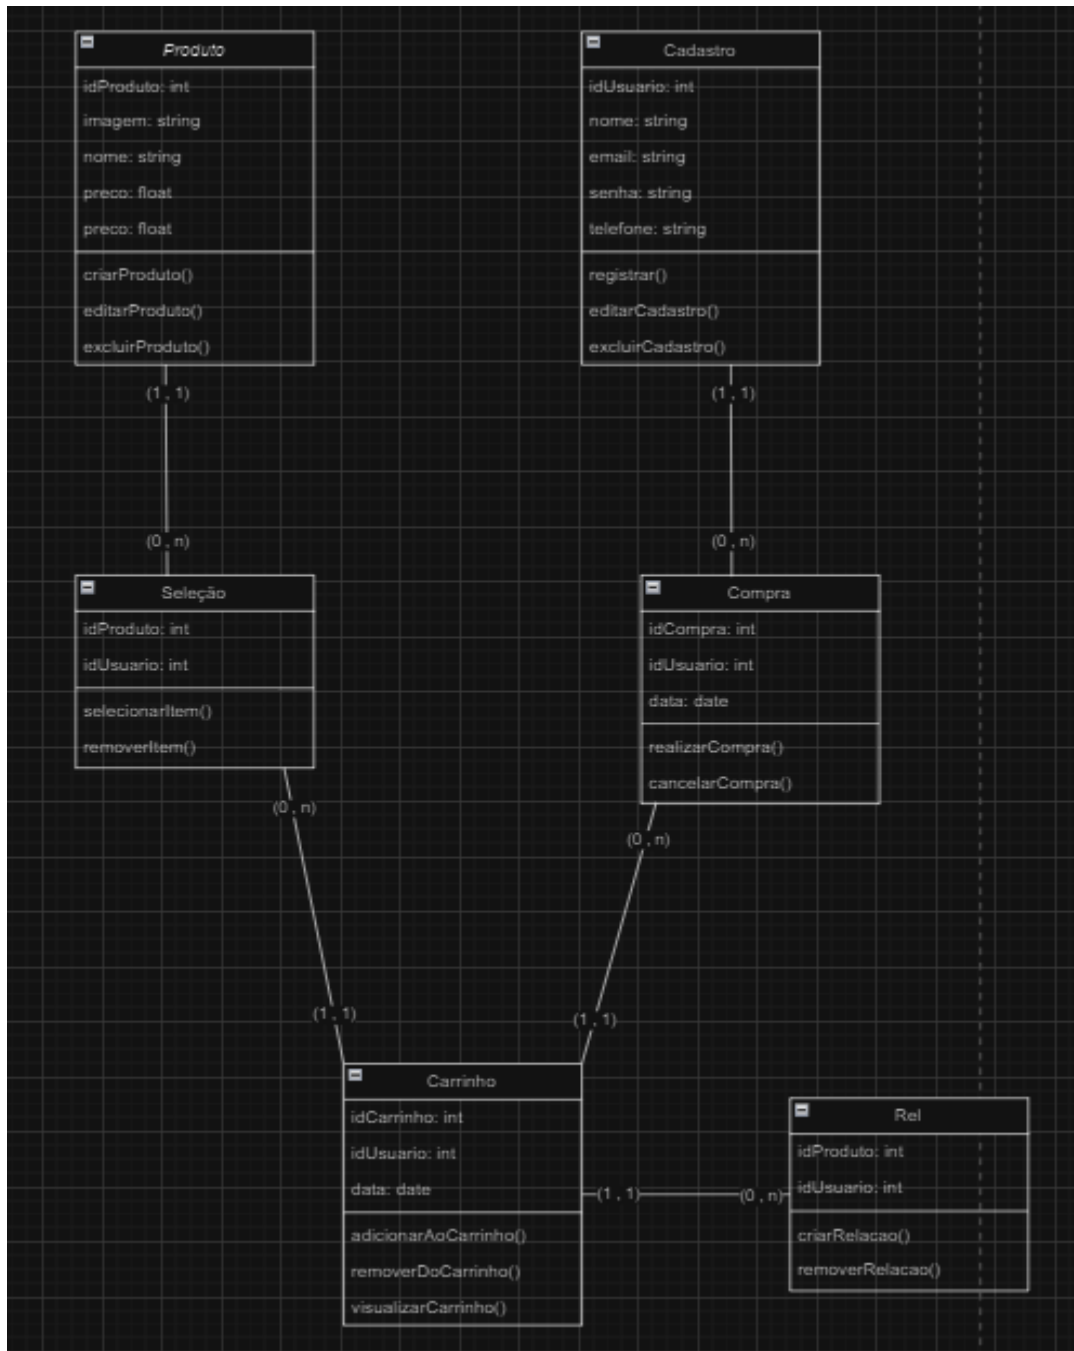 Produto
idProduto: int
imagem: string
nome: string
preco: float
preco: float
criarProduto()
editarProduto()
excluirProduto()
(1 , 1)
(0 , n)
Cadastro
idUsuario: int
nome: string
email: string
senha: string
telefone: string
registrar()
editarCadastro()
excluirCadastro()
(1 , 1)
(0 , n)
Seleção
idProduto: int
idUsuario: int
selecionarItem()
removerItem()
(0 , n)
(1 , 1)
Compra
idCompra: int
idUsuario: int
data: date
realizarCompra()
cancelarCompra()
(0 , n)
(1 , 1)
Carrinho
idCarrinho: int
idUsuario: int
data: date
adicionarAoCarrinho()
removerDoCarrinho()
visualizarCarrinho()
(1 , 1)
(0 , n)
Rel
idProduto: int
idUsuario: int
criarRelacao()
removerRelacao()